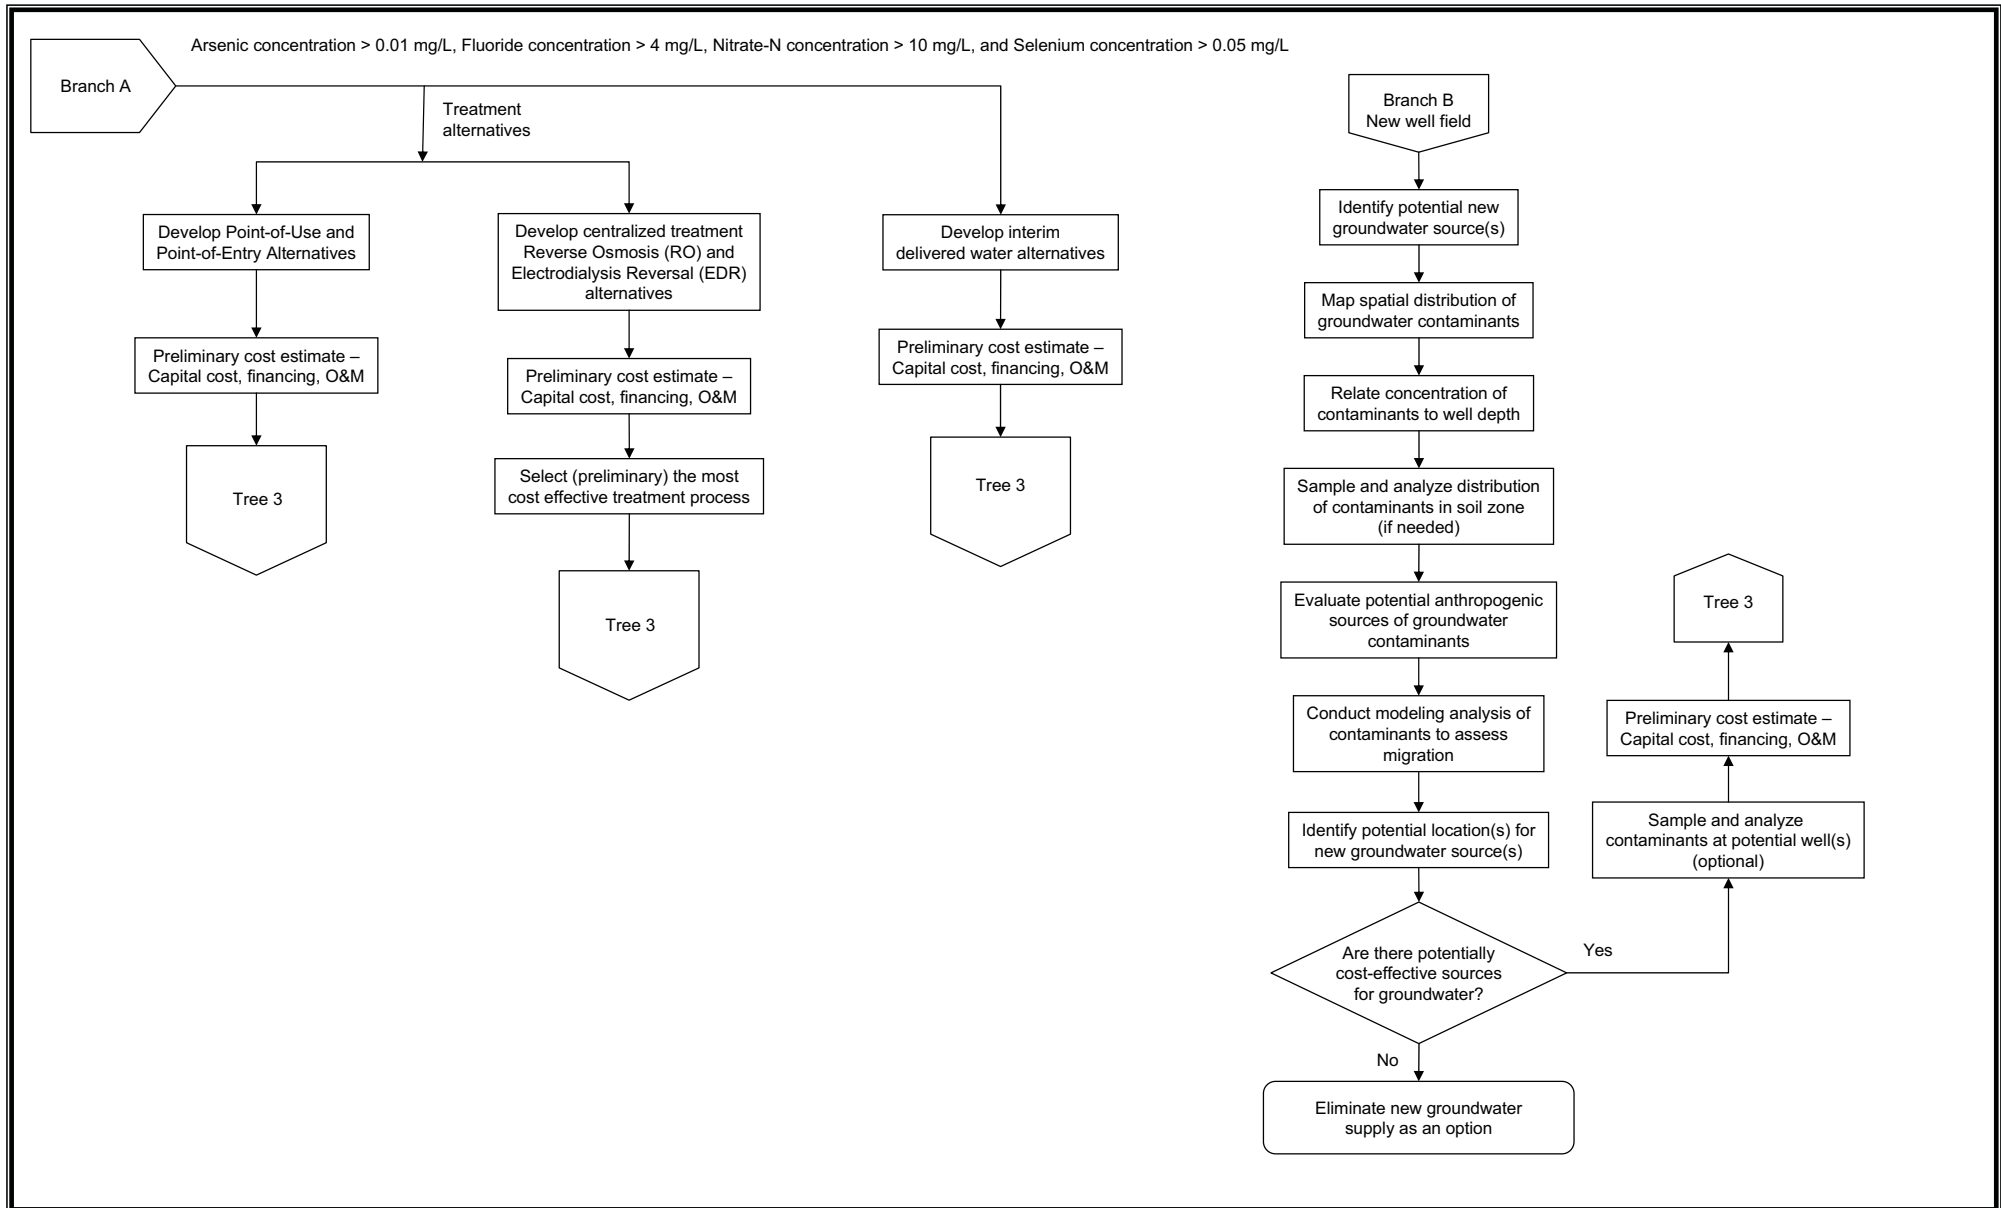 Arsenic concentration > 0.01 mg/L, Fluoride concentration > 4 mg/L, Nitrate-N concentration > 10 mg/L, and Selenium concentration > 0.05 mg/L
Branch A
Treatment
alternatives
Develop Point-of-Use and
Point-of-Entry Alternatives
Preliminary cost estimate –
Capital cost, financing, O&M
Tree 3
Develop centralized treatment
Reverse Osmosis (RO) and
Electrodialysis Reversal (EDR)
alternatives
Preliminary cost estimate –
Capital cost, financing, O&M
Select (preliminary) the most
cost effective treatment process
Tree 3
Develop interim
delivered water alternatives
Preliminary cost estimate –
Capital cost, financing, O&M
Tree 3
Branch B
New well field
Identify potential new
groundwater source(s)
Map spatial distribution of
groundwater contaminants
Relate concentration of
contaminants to well depth
Sample and analyze distribution
of contaminants in soil zone
(if needed)
Evaluate potential anthropogenic
sources of groundwater
contaminants
Conduct modeling analysis of
contaminants to assess
migration
Identify potential location(s) for
new groundwater source(s)
Are there potentially
cost-effective sources
for groundwater?
Yes
No
Eliminate new groundwater
supply as an option
Sample and analyze
contaminants at potential well(s)
(optional)
Preliminary cost estimate –
Capital cost, financing, O&M
Tree 3